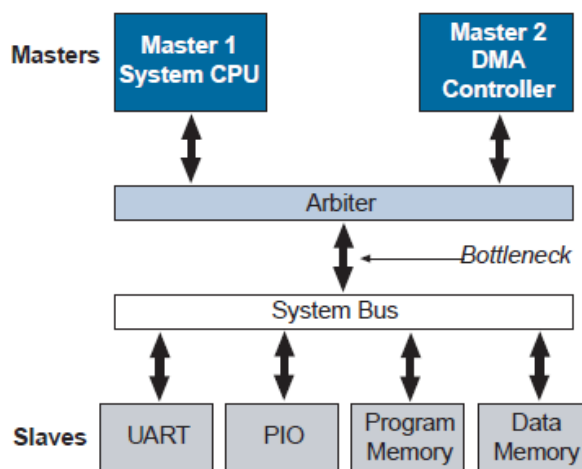 Masters
Master 1
System CPU
Master 2
DMA
Controller
Arbiter
Bottleneck
System Bus
Slaves
UART
PIO
Program
Memory
Data
Memory